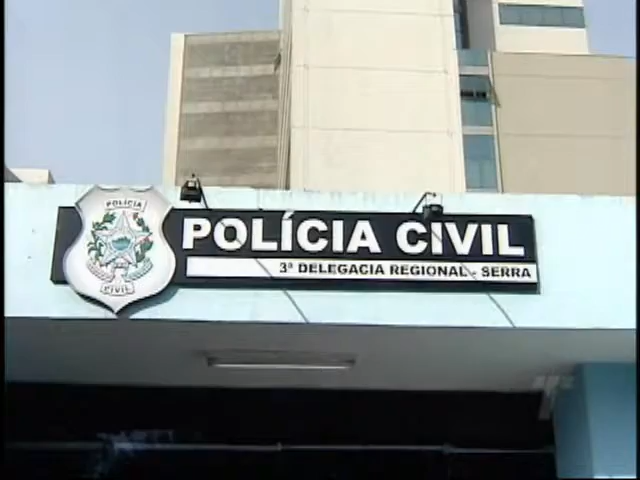 POLÍCIA
CIVIL
POLÍCIA CIVIL
3ª DELEGACIA REGIONAL - SERRA